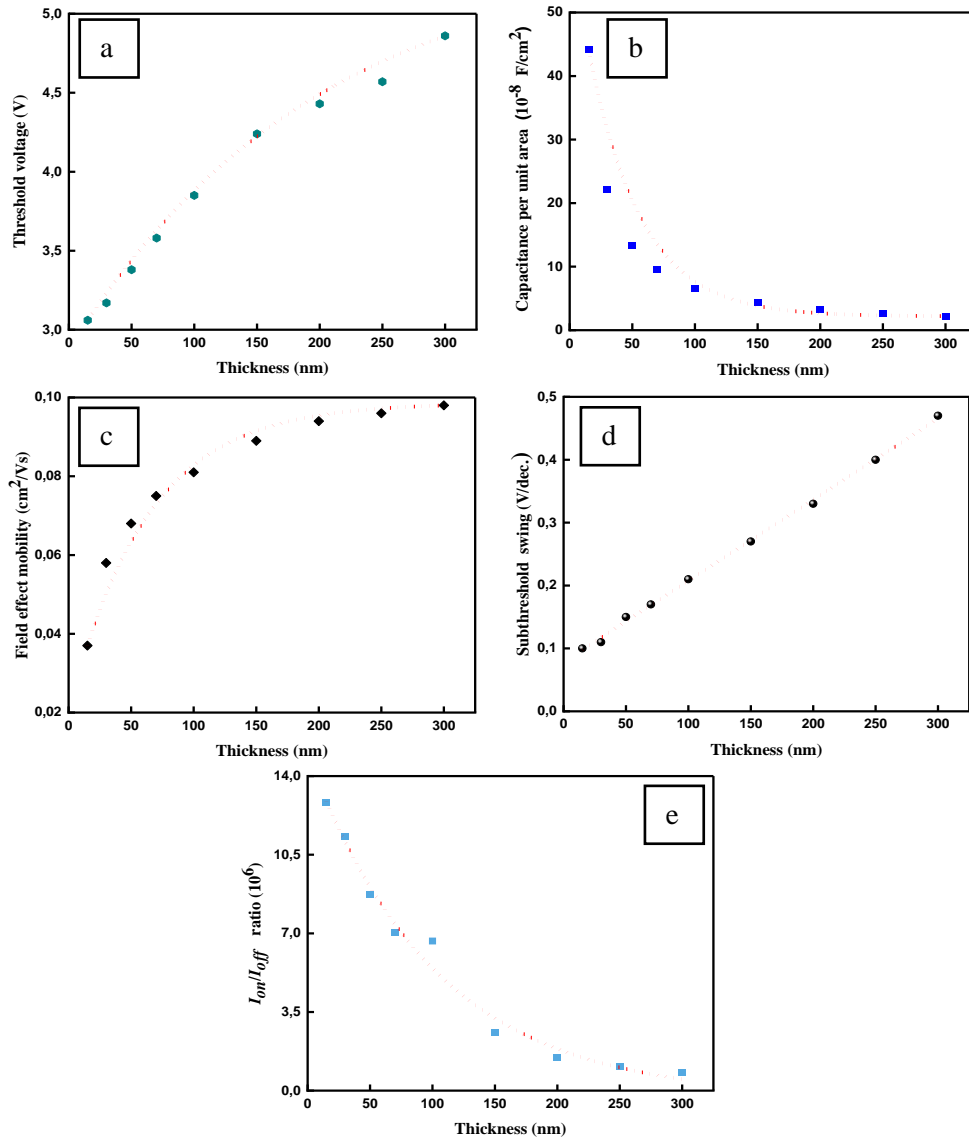 a
Threshold voltage (V)
5,0
4,5
4,0
3,5
3,0
0 50 100 150 200 250 300
Thickness (nm)
b
Capacitance per unit area (10⁻⁸ F/cm²)
50
40
30
20
10
0
0 50 100 150 200 250 300
Thickness (nm)
c
Field effect mobility (cm²/Vs)
0,10
0,08
0,06
0,04
0,02
0 50 100 150 200 250 300
Thickness (nm)
d
Subthreshold swing (V/dec.)
0,5
0,4
0,3
0,2
0,1
0,0
0 50 100 150 200 250 300
Thickness (nm)
e
Ion/Ioff ratio (10⁶)
14,0
10,5
7,0
3,5
0,0
0 50 100 150 200 250 300
Thickness (nm)